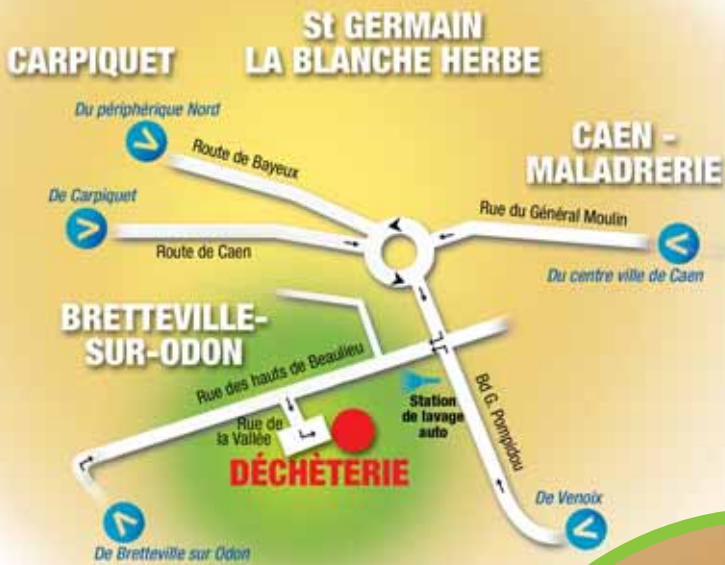 St GERMAIN
LA BLANCHE HERBE
CARPIQUET
Du périphérique Nord
Route de Bayeux
CAEN -
MALADRERIE
De Carpiquet
Rue du Général Moulin
Route de Caen
Du centre ville de Caen
BRETTEVILLE-
SUR-ODON
Rue des hauts de Beaulieu
Station
de lavage
auto
Bd G. Pompidou
Rue de
la Vallée
DÉCHÈTERIE
De Venoix
De Bretteville sur Odon